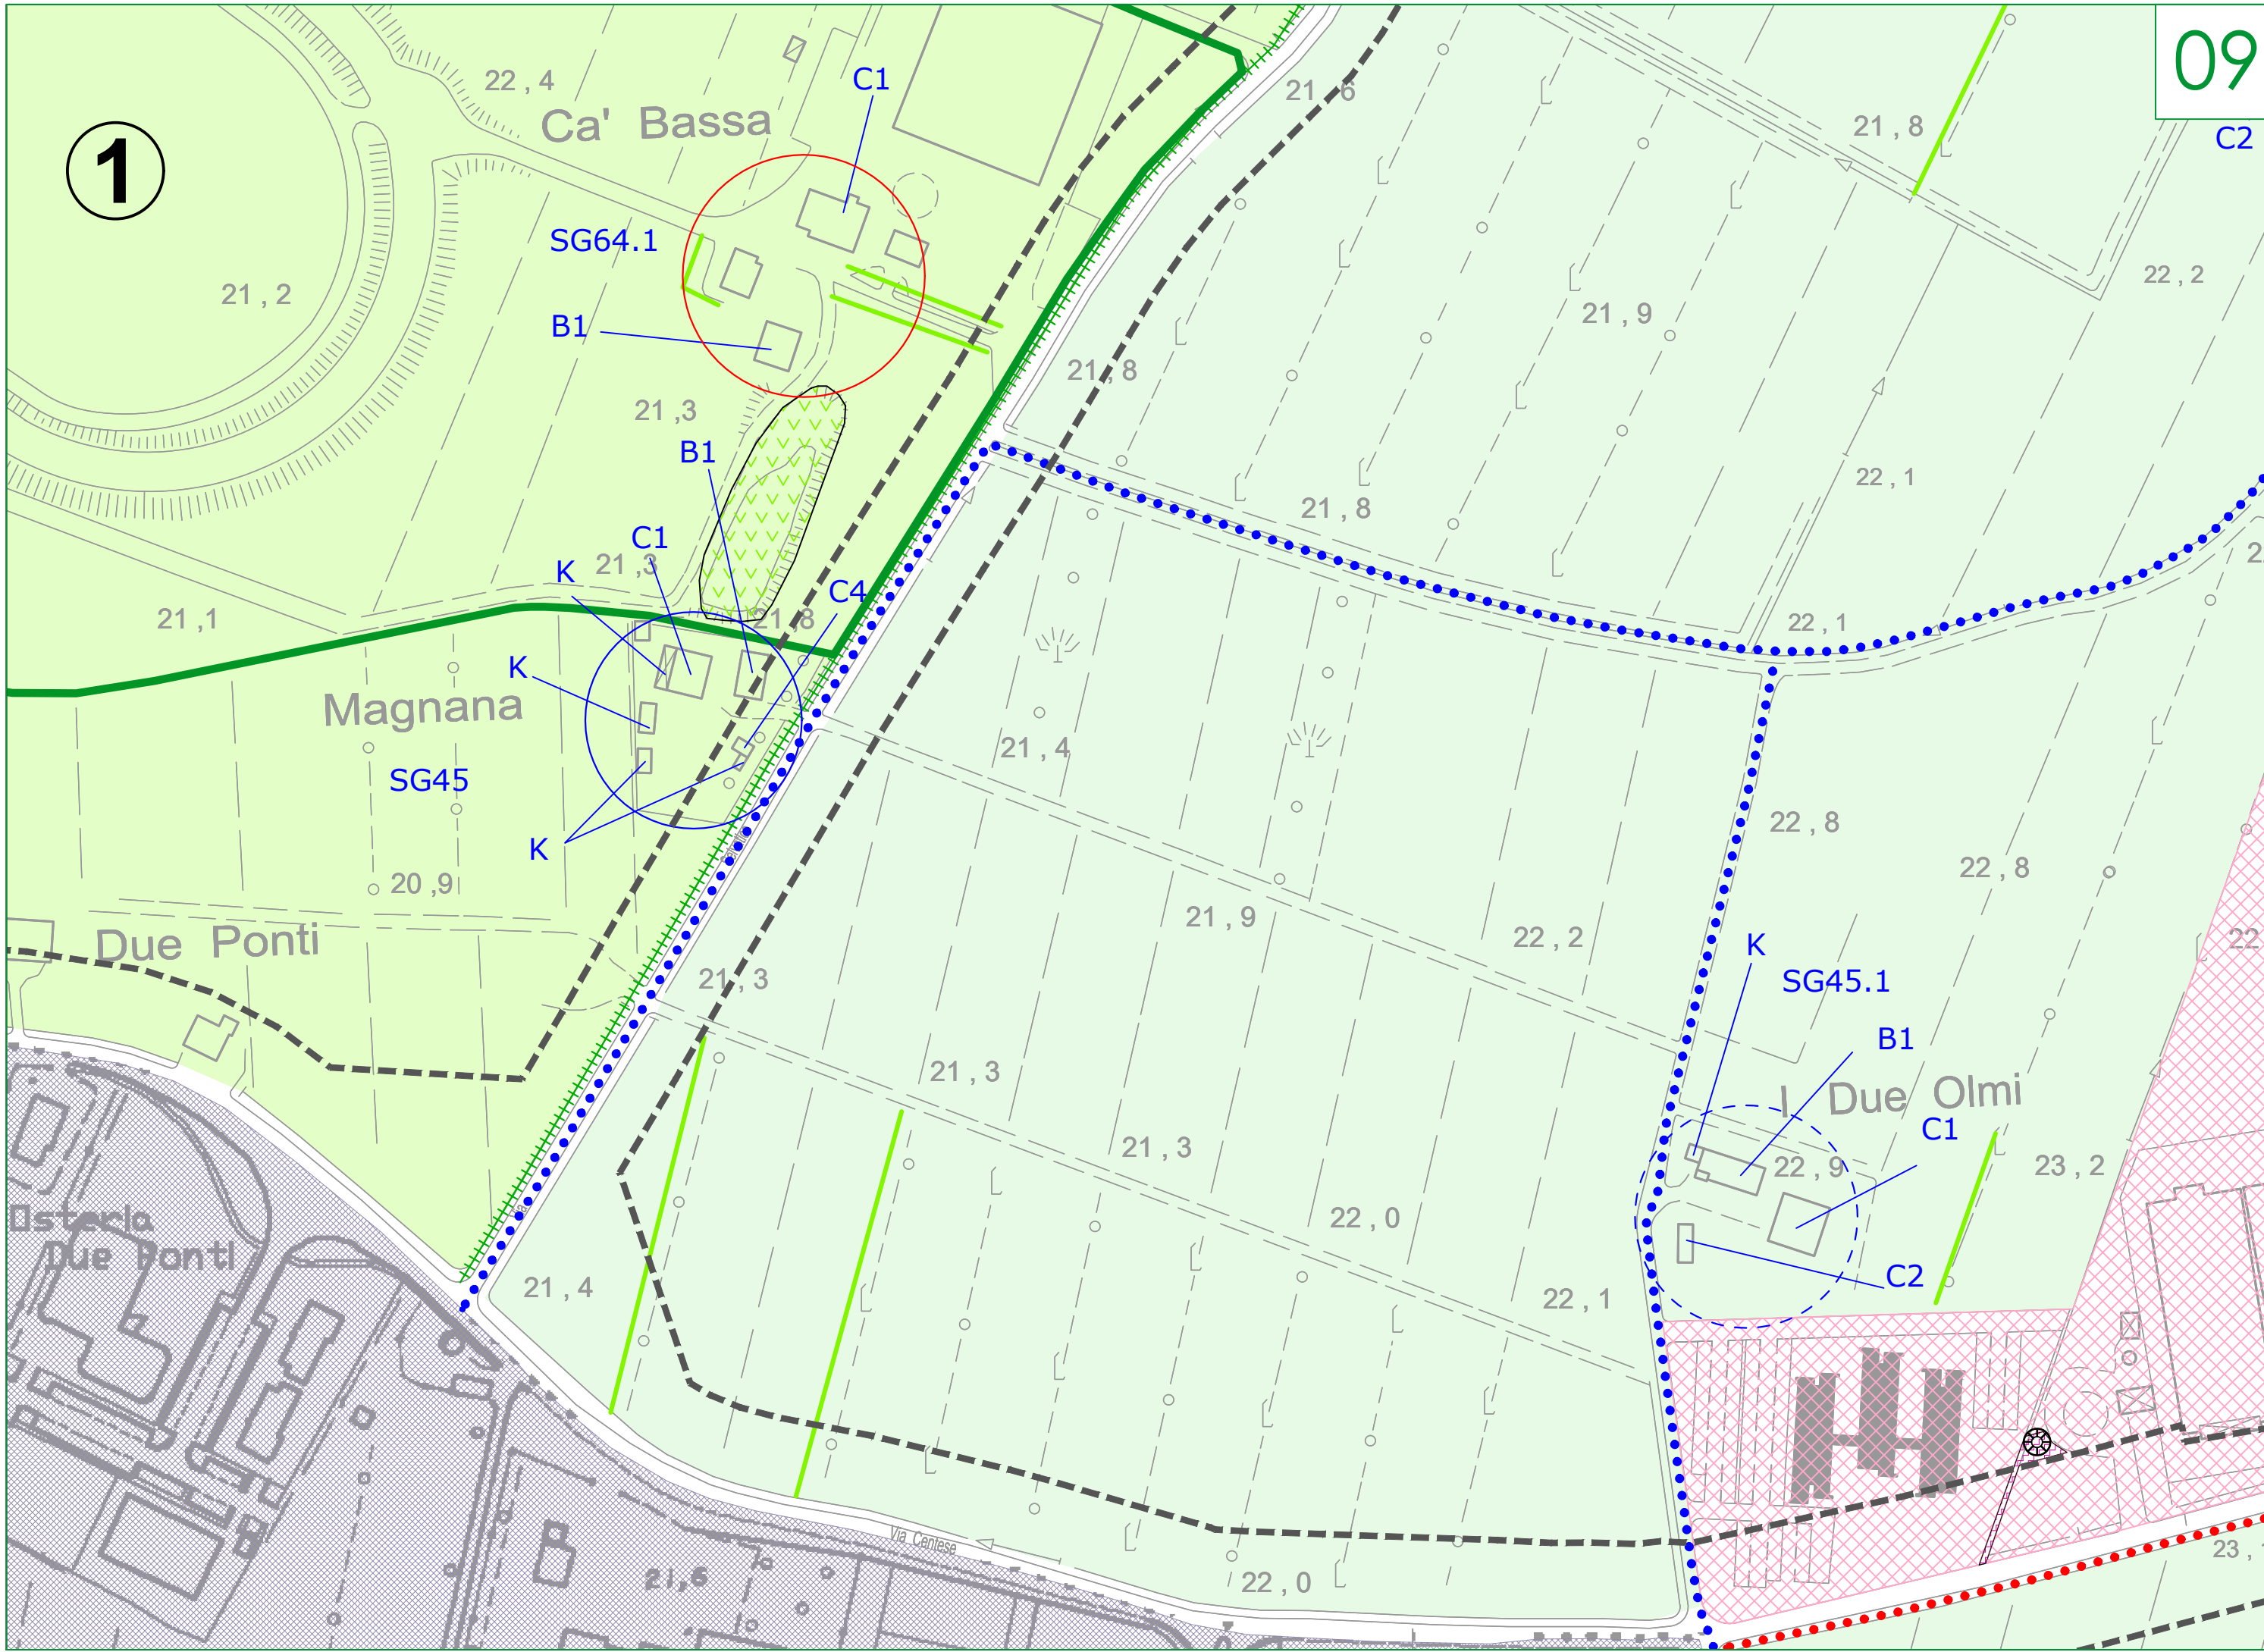 09
C2
1
22 , 4
Ca' Bassa
C1
21 , 6
21 , 8
SG64.1
21 , 2
22 , 2
B1
21 , 9
21 , 8
21 ,3
B1
22 , 1
21 , 8
C1
21 ,3
K
C4
21 , 1
21 , 8
22 , 1
K
Magnana
21 , 4
SG45
22 , 8
K
22 , 8
20 ,9
21 , 9
22 , 2
22
K
Due Ponti
21 , 3
SG45.1
B1
21 , 3
I Due Olmi
C1
21 , 3
22 , 9
23 , 2
Osteria
Due Ponti
22 , 0
21 , 4
C2
22 , 1
Via Centese
21,6
22 , 0
23 ,